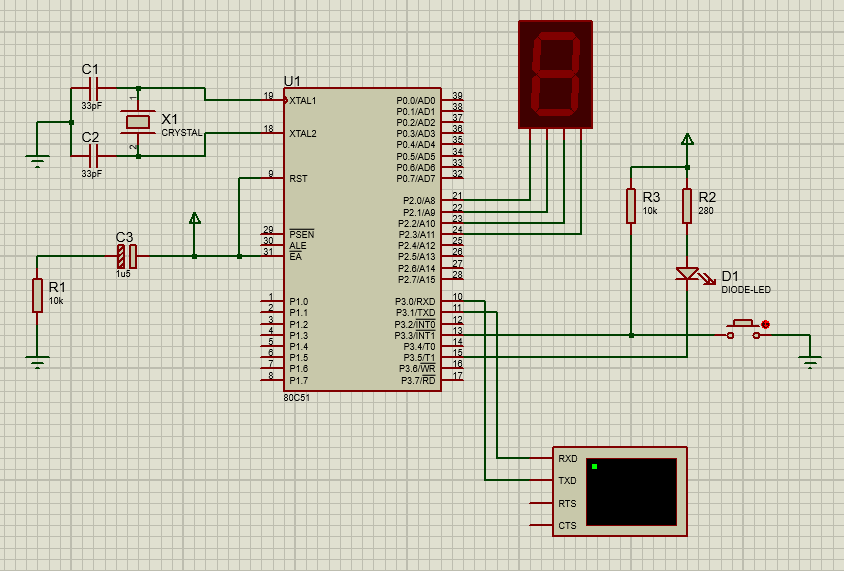 C1
33pF
C2
33pF
1
X1
CRYSTAL
2
U1
19
XTAL1
18
XTAL2
9
RST
29
PSEN
30
ALE
31
EA
1
P1.0
2
P1.1
3
P1.2
4
P1.3
5
P1.4
6
P1.5
7
P1.6
8
P1.7
P0.0/AD0
39
P0.1/AD1
38
P0.2/AD2
37
P0.3/AD3
36
P0.4/AD4
35
P0.5/AD5
34
P0.6/AD6
33
P0.7/AD7
32
P2.0/A8
21
P2.1/A9
22
P2.2/A10
23
P2.3/A11
24
P2.4/A12
25
P2.5/A13
26
P2.6/A14
27
P2.7/A15
28
P3.0/RXD
10
P3.1/TXD
11
P3.2/INT0
12
P3.3/INT1
13
P3.4/T0
14
P3.5/T1
15
P3.6/WR
16
P3.7/RD
17
80C51
C3
1u5
R1
10k
R3
10k
R2
280
D1
DIODE-LED
RXD
TXD
RTS
CTS